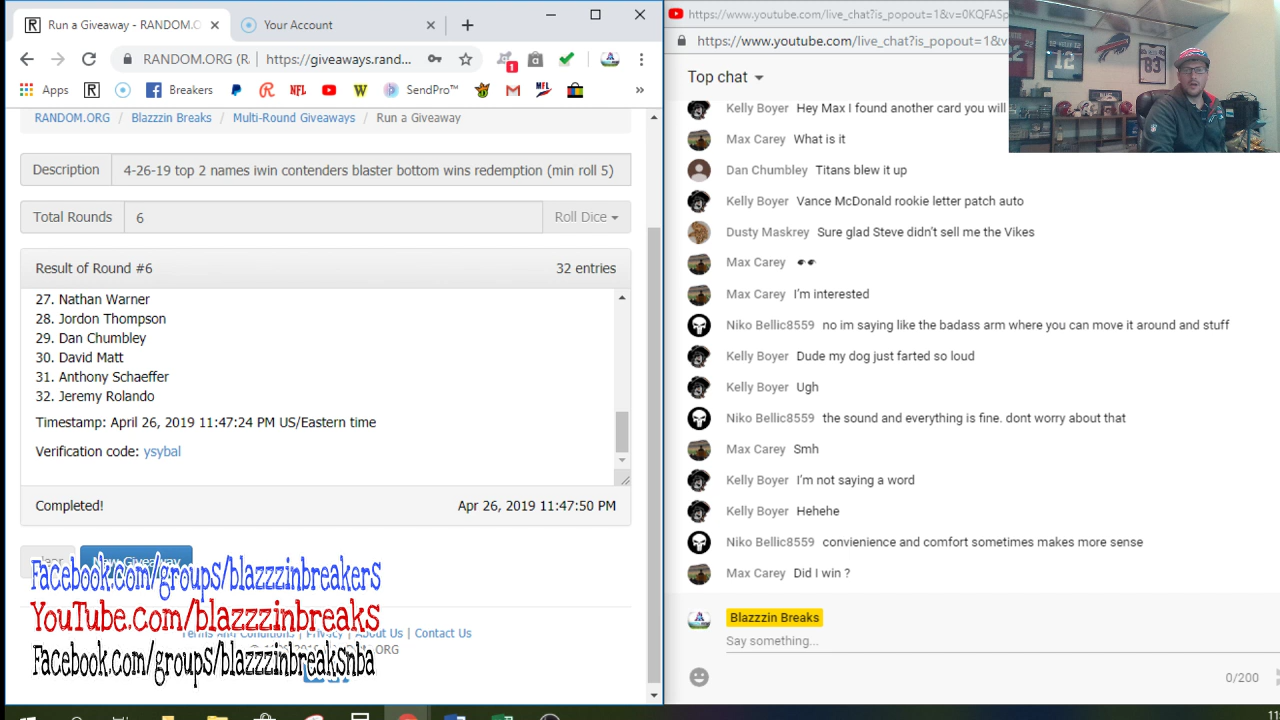 Run a Giveaway - RANDOM.O
Your Account
RANDOM.ORG (R.
https://giveaways.rand...
1
Apps
Breakers
NFL
SendPro™
»
RANDOM.ORG
Blazzzin Breaks
Multi-Round Giveaways
Run a Giveaway
Description
4-26-19 top 2 names iwin contenders blaster bottom wins redemption (min roll 5)
Total Rounds
6
Roll Dice
Result of Round #6
32 entries
27. Nathan Warner
28. Jordon Thompson
29. Dan Chumbley
30. David Matt
31. Anthony Schaeffer
32. Jeremy Rolando
Timestamp: April 26, 2019 11:47:24 PM US/Eastern time
Verification code: ysybal
Completed!
Apr 26, 2019 11:47:50 PM
New Giveaway
Facebook.com/groups/blazzzinbreakers
YouTube.com/blazzzinbreaks
Terms And Conditions
Privacy
About Us
Contact Us
Facebook.com/groups/blazzzinbreaksnba
https://www.youtube.com/live_chat?is_popout=1&v=0KQFASp
https://www.youtube.com/live_chat?is_popout=1&v
Top chat
Kelly Boyer Hey Max I found another card you will
Max Carey What is it
Dan Chumbley Titans blew it up
Kelly Boyer Vance McDonald rookie letter patch auto
Dusty Maskrey Sure glad Steve didn't sell me the Vikes
Max Carey 👀
Max Carey I'm interested
Niko Bellic8559 no im saying like the badass arm where you can move it around and stuff
Kelly Boyer Dude my dog just farted so loud
Kelly Boyer Ugh
Niko Bellic8559 the sound and everything is fine. dont worry about that
Max Carey Smh
Kelly Boyer I'm not saying a word
Kelly Boyer Hehehe
Niko Bellic8559 convienience and comfort sometimes makes more sense
Max Carey Did I win ?
Blazzzin Breaks
Say something...
0/200
12
83